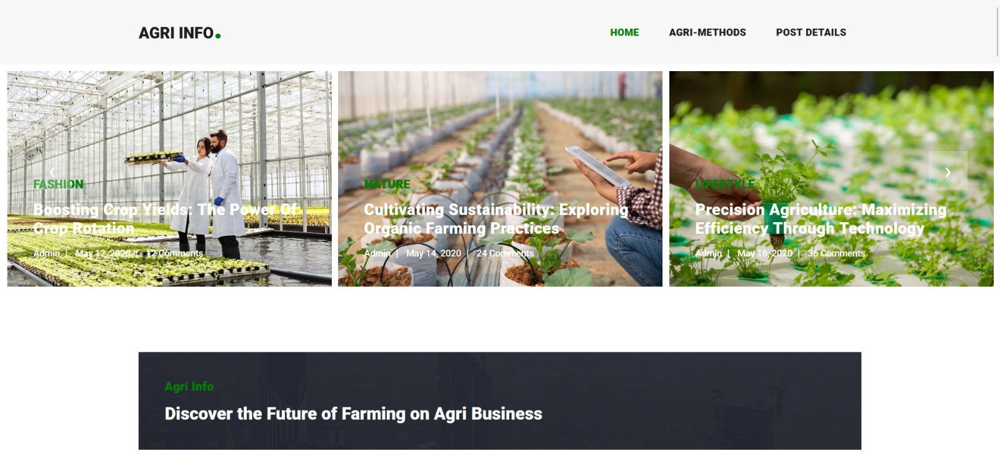 AGRI INFO.
HOME
AGRI-METHODS
POST DETAILS
FASHION
Boosting Crop Yields: The Power Of
Crop Rotation
Admin | May 12, 2020 | 12 Comments
NATURE
Cultivating Sustainability: Exploring
Organic Farming Practices
Admin | May 14, 2020 | 24 Comments
LIFESTYLE
Precision Agriculture: Maximizing
Efficiency Through Technology
Admin | May 16, 2020 | 36 Comments
Agri Info
Discover the Future of Farming on Agri Business